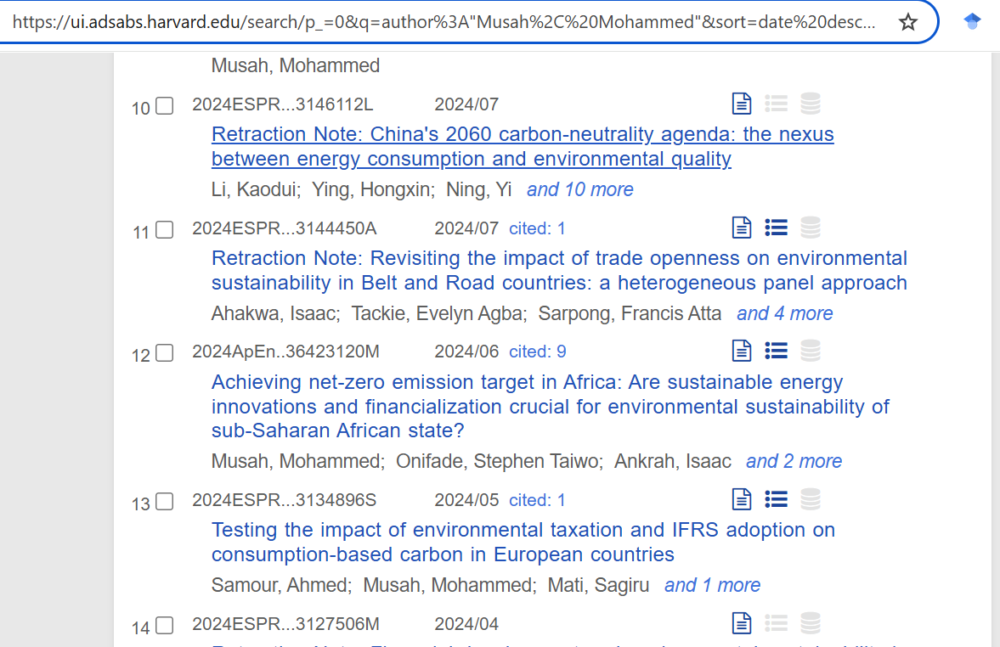 https://ui.adsabs.harvard.edu/search/p_=0&q=author%3A"Musah%2C%20Mohammed"&sort=date%20desc...
Musah, Mohammed
10 2024ESPR...3146112L 2024/07
Retraction Note: China's 2060 carbon-neutrality agenda: the nexus
between energy consumption and environmental quality
Li, Kaodui; Ying, Hongxin; Ning, Yi and 10 more
11 2024ESPR...3144450A 2024/07 cited: 1
Retraction Note: Revisiting the impact of trade openness on environmental
sustainability in Belt and Road countries: a heterogeneous panel approach
Ahakwa, Isaac; Tackie, Evelyn Agba; Sarpong, Francis Atta and 4 more
12 2024ApEn..36423120M 2024/06 cited: 9
Achieving net-zero emission target in Africa: Are sustainable energy
innovations and financialization crucial for environmental sustainability of
sub-Saharan African state?
Musah, Mohammed; Onifade, Stephen Taiwo; Ankrah, Isaac and 2 more
13 2024ESPR...3134896S 2024/05 cited: 1
Testing the impact of environmental taxation and IFRS adoption on
consumption-based carbon in European countries
Samour, Ahmed; Musah, Mohammed; Mati, Sagiru and 1 more
14 2024ESPR...3127506M 2024/04